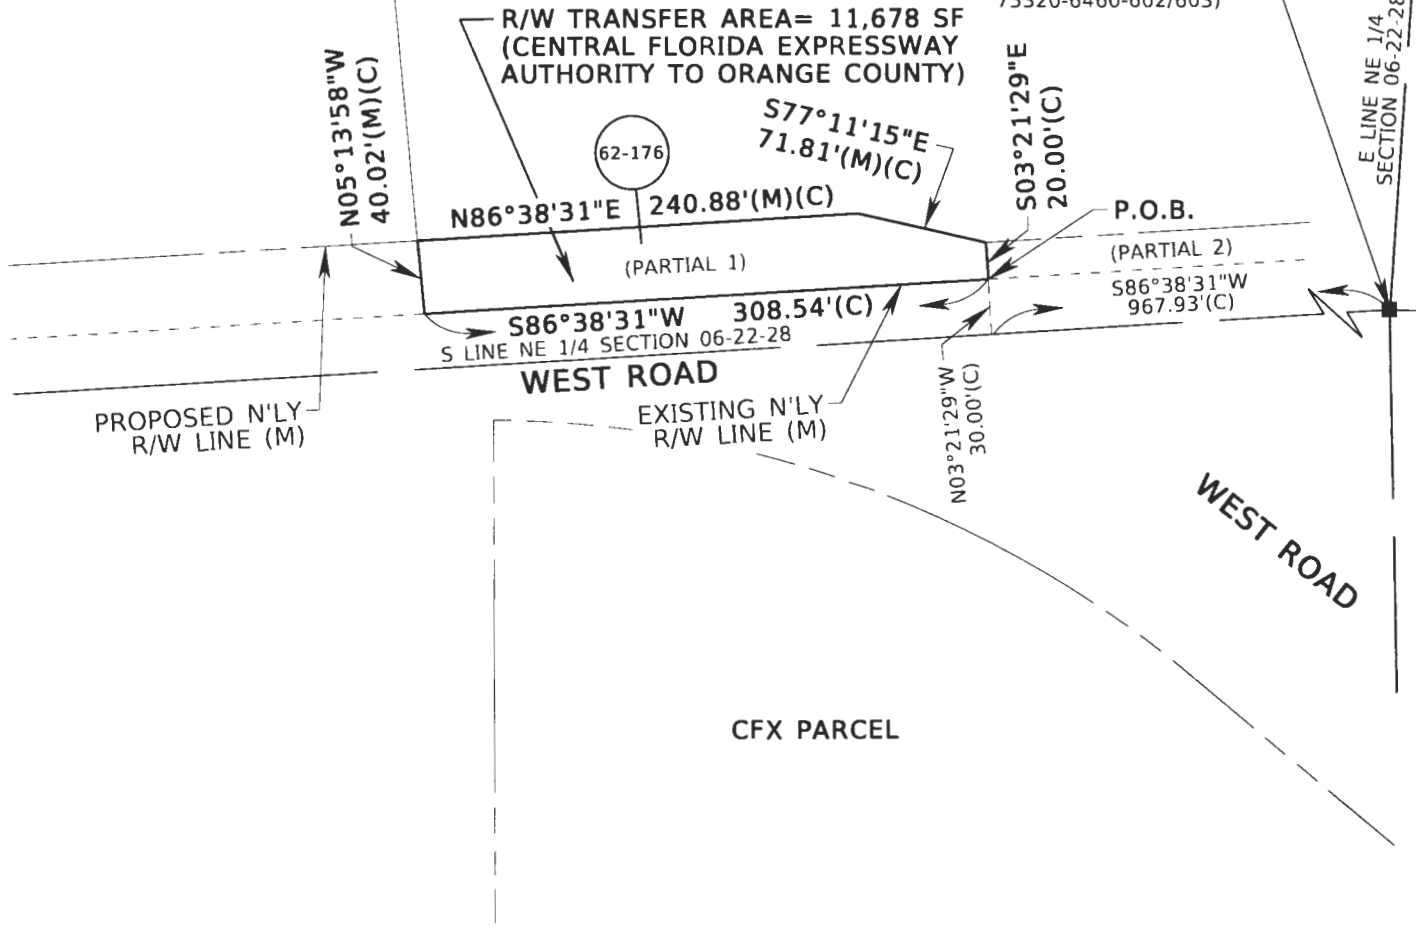 R/W TRANSFER AREA= 11,678 SF
(CENTRAL FLORIDA EXPRESSWAY
AUTHORITY TO ORANGE COUNTY)
N05°13'58"W
40.02'(M)(C)
62-176
S77°11'15"E
71.81'(M)(C)
S03°21'29"E
20.00'(C)
E LINE NE 1/4
SECTION 06-22-28
N86°38'31"E 240.88'(M)(C)
P.O.B.
(PARTIAL 1)
(PARTIAL 2)
S86°38'31"W
967.93'(C)
S86°38'31"W 308.54'(C)
S LINE NE 1/4 SECTION 06-22-28
WEST ROAD
PROPOSED N'LY
R/W LINE (M)
EXISTING N'LY
R/W LINE (M)
N03°21'29"W
30.00'(C)
WEST ROAD
CFX PARCEL